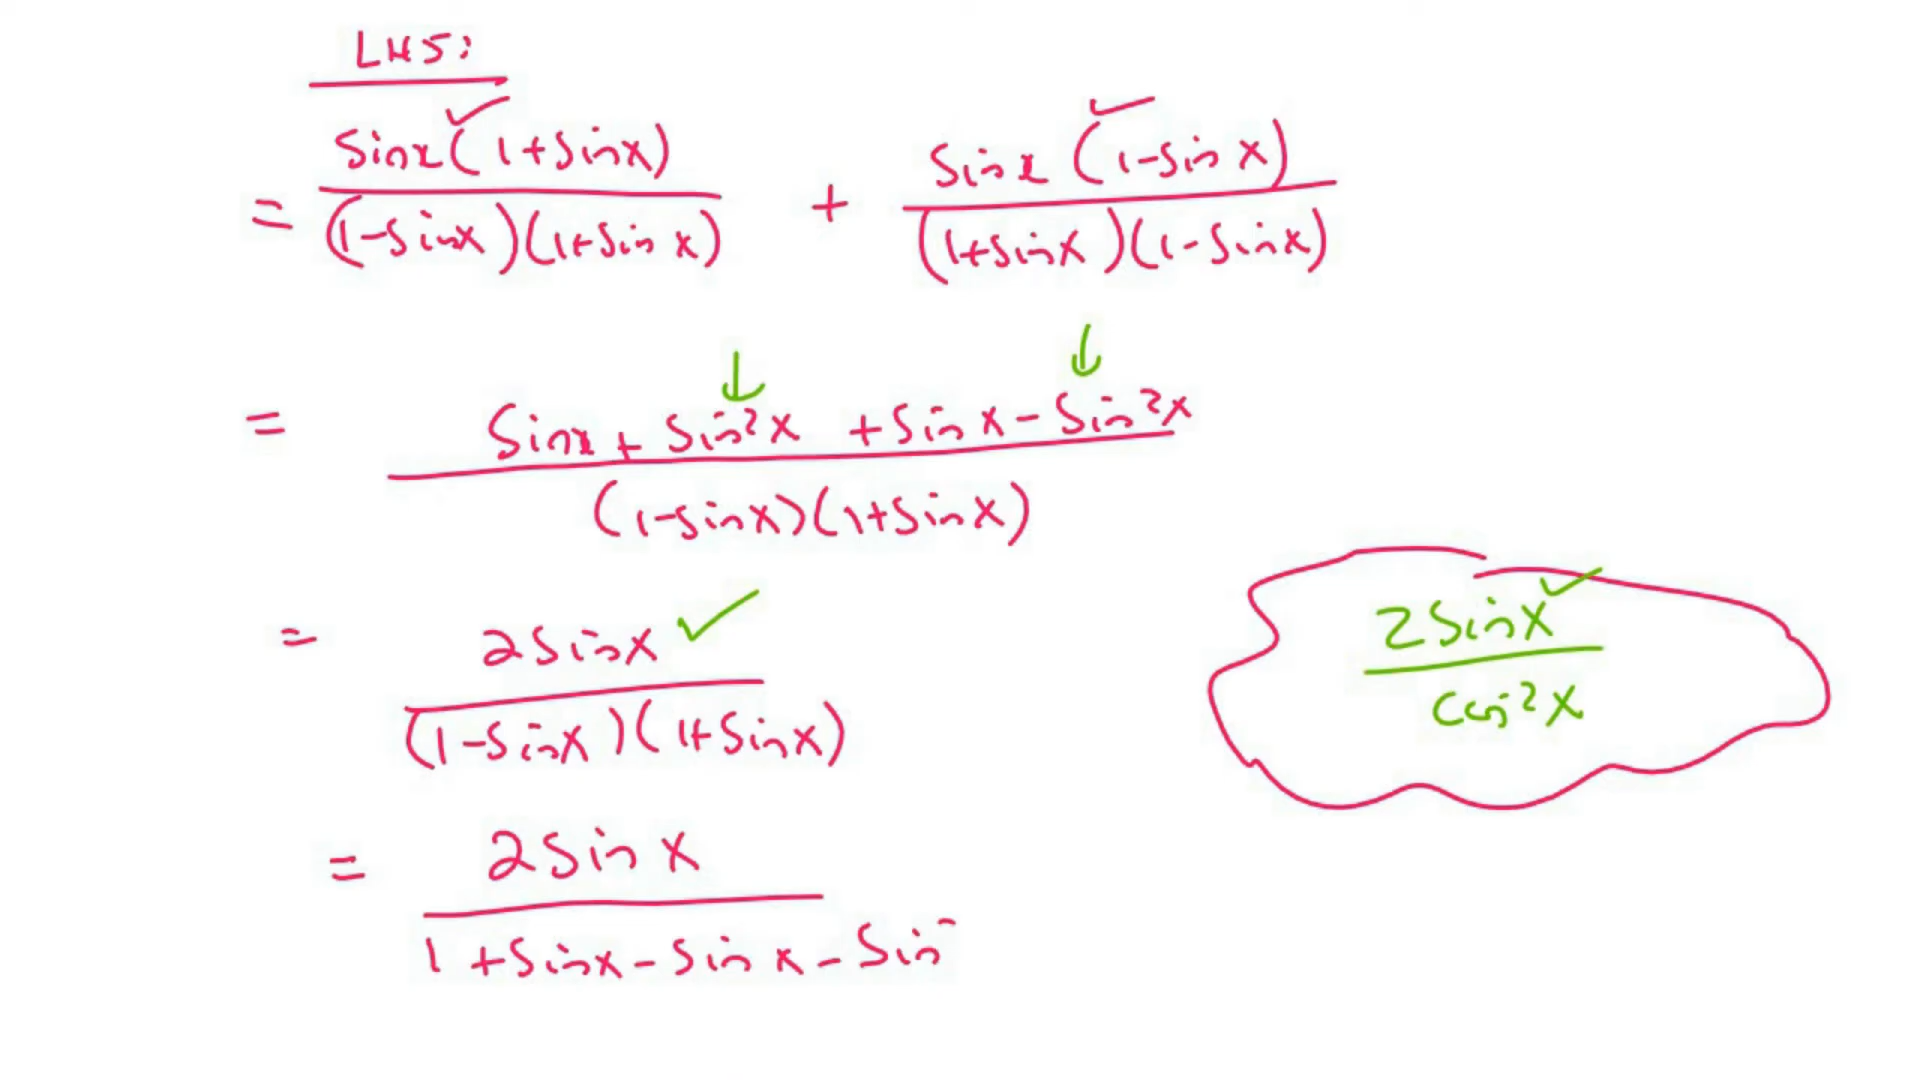 LHS:
sinx(1+sinx)
= ――― + ―――
sinx(1-sinx)
(1-sinx)(1+sinx)
(1+sinx)(1-sinx)
= sinx + sin²x + sinx - sin²x
(1-sinx)(1+sinx)
= 2sinx
(1-sinx)(1+sinx)
= 2sinx
1+sinx-sinx-sin
2sinx
cos²x